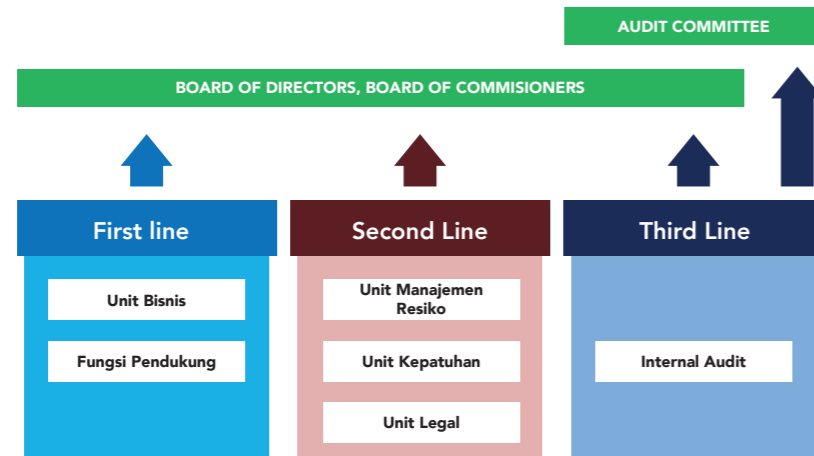 AUDIT COMMITTEE
BOARD OF DIRECTORS, BOARD OF COMMISIONERS
First line
Second Line
Third Line
Unit Bisnis
Fungsi Pendukung
Unit Manajemen
Resiko
Unit Kepatuhan
Unit Legal
Internal Audit